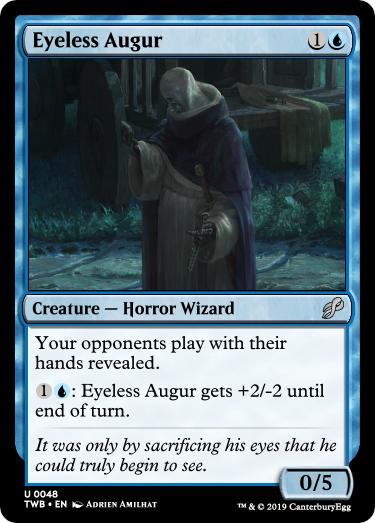 Eyeless Augur 1
Creature — Horror Wizard
Your opponents play with their
hands revealed.
1 : Eyeless Augur gets +2/-2 until
end of turn.
It was only by sacrificing his eyes that he
could truly begin to see.
0/5
U 0048
TWB • EN Adrien Amilhat
™ & © 2019 CanterburyEgg